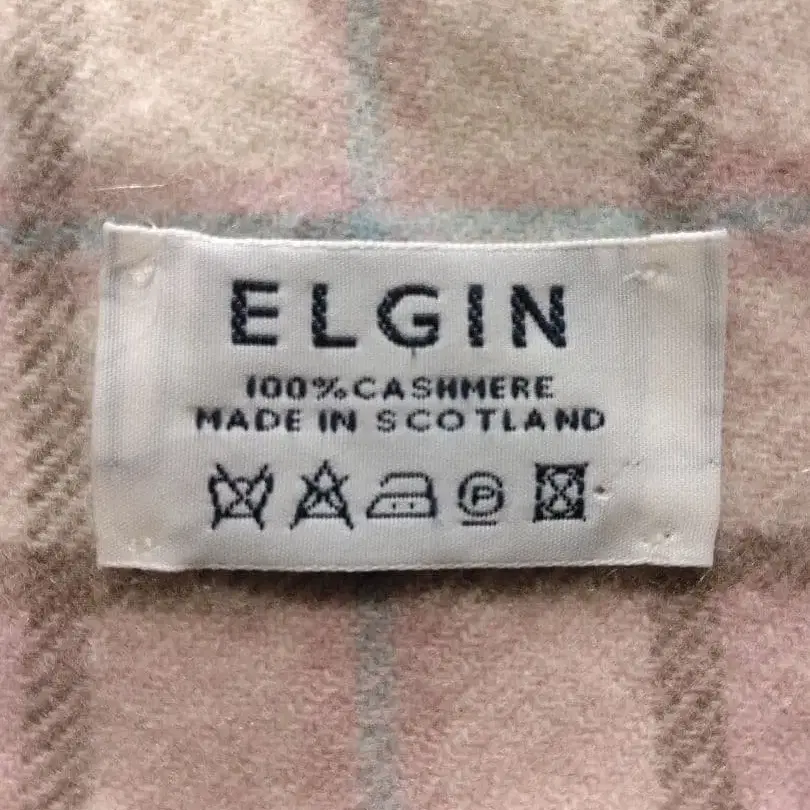 ELGIN
100% CASHMERE
MADE IN SCOTLAND
P